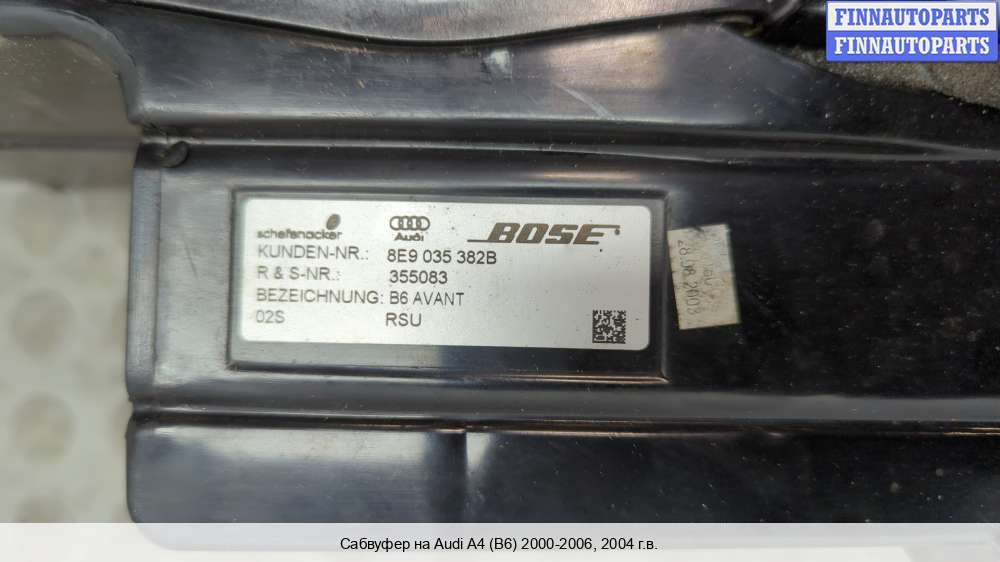 FINNAUTOPARTS
FINNAUTOPARTS
schefenacker Audi BOSE
KUNDEN-NR.: 8E9 035 382B
R & S-NR.: 355083
BEZEICHNUNG: B6 AVANT
02S RSU
Сабвуфер на Audi A4 (B6) 2000-2006, 2004 г.в.